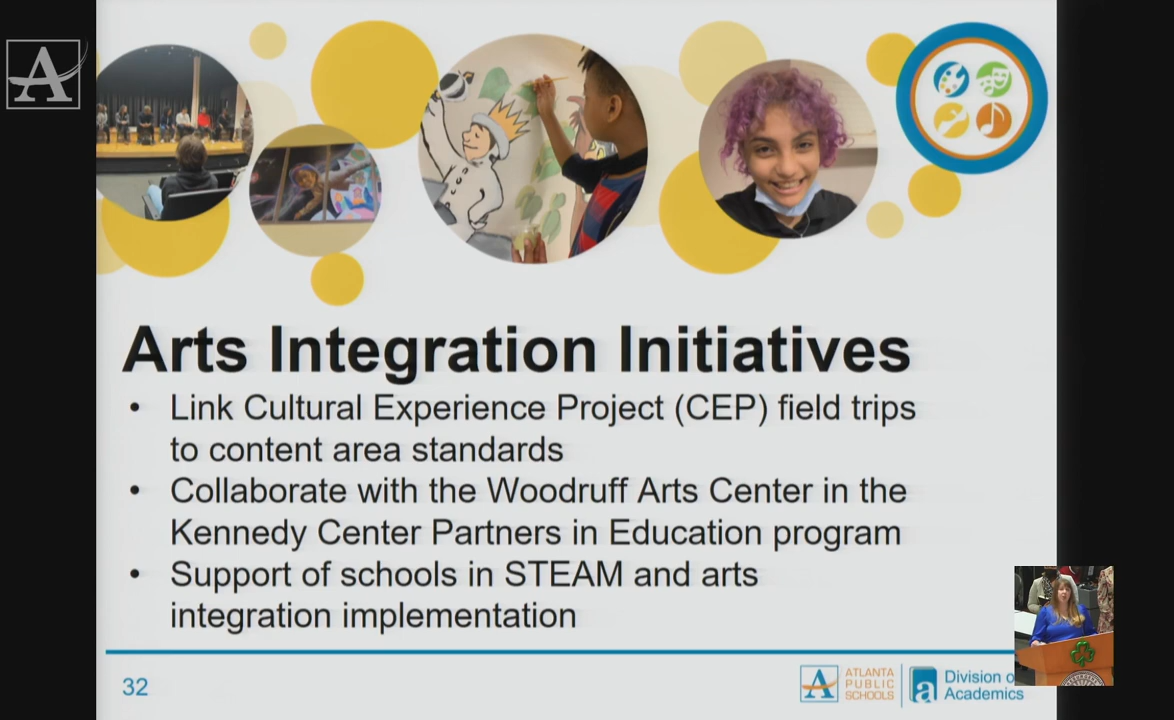 A
Arts Integration Initiatives
• Link Cultural Experience Project (CEP) field trips
to content area standards
• Collaborate with the Woodruff Arts Center in the
Kennedy Center Partners in Education program
• Support of schools in STEAM and arts
integration implementation
32
A
ATLANTA
PUBLIC
SCHOOLS
a
Division
Academics